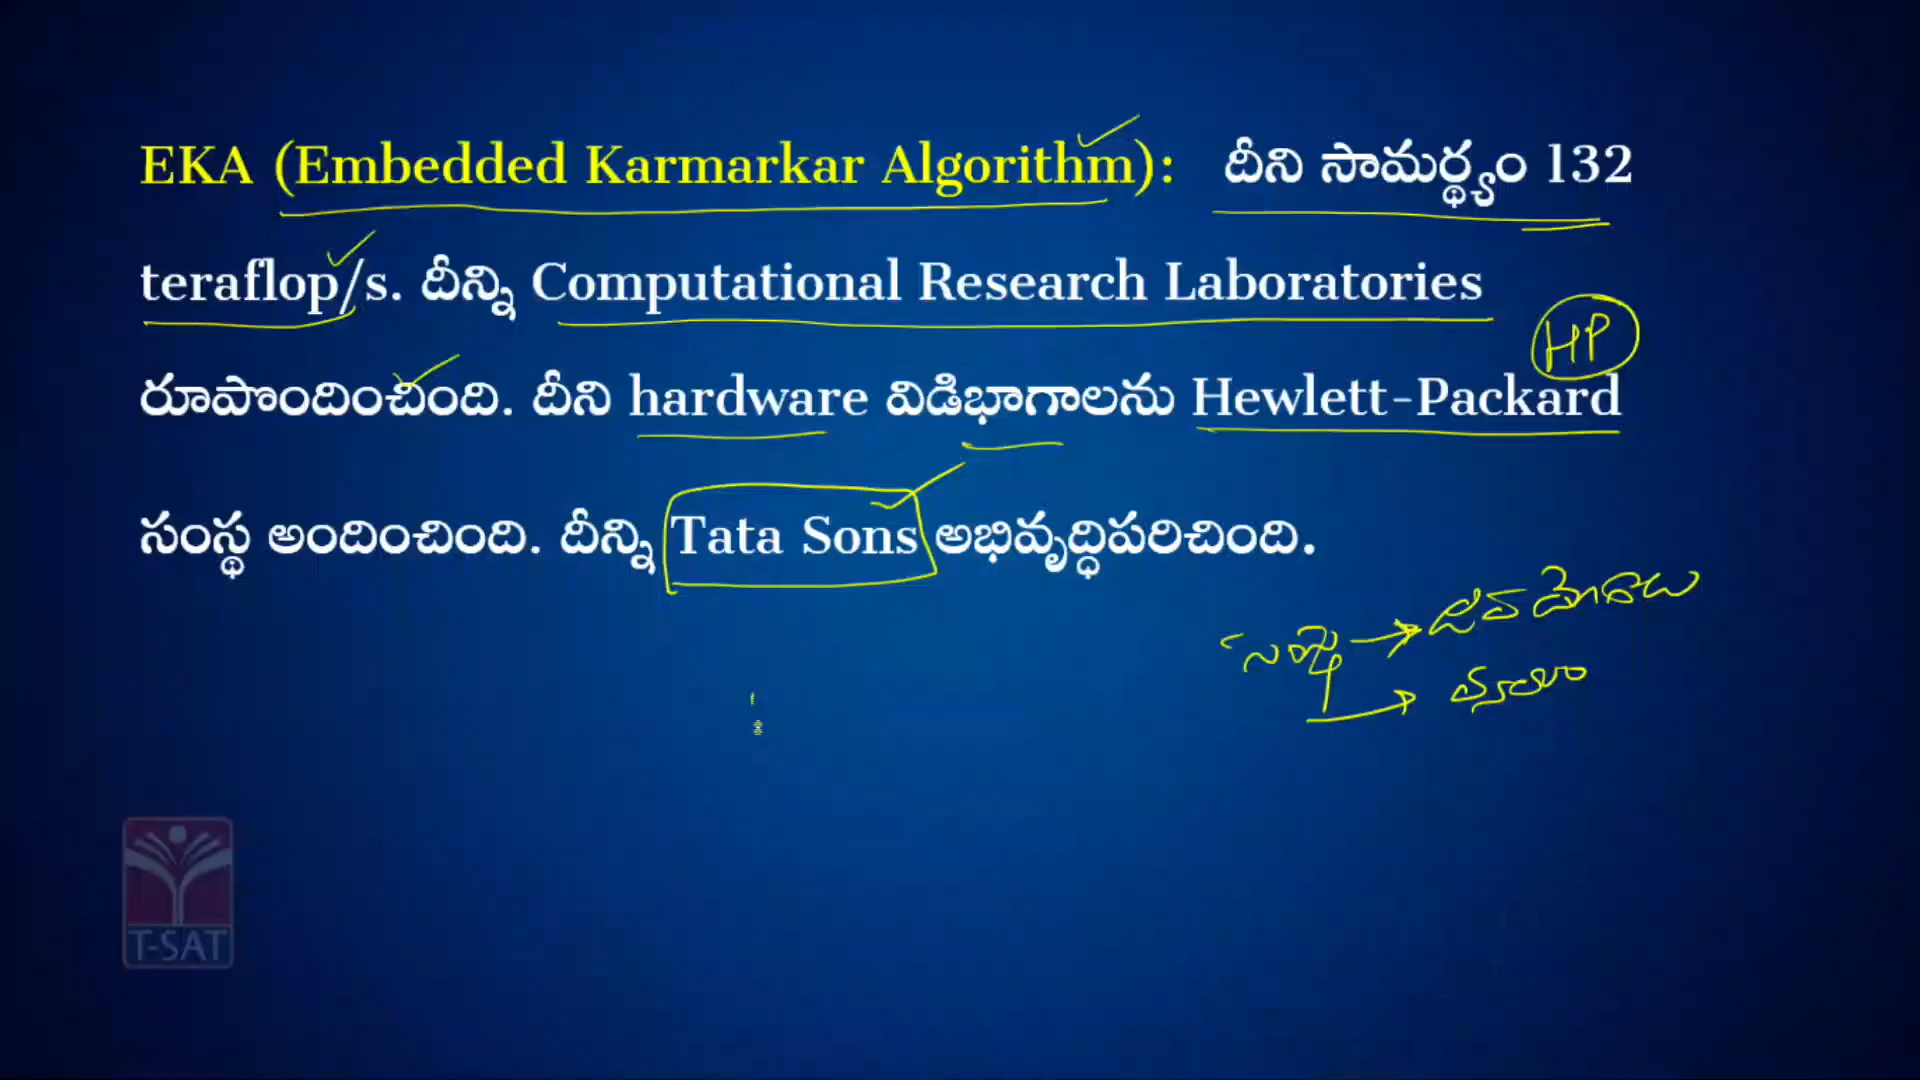 EKA (Embedded Karmarkar Algorithm): దీని సామర్థ్యం 132
teraflop/s. దీన్ని Computational Research Laboratories
HP
రూపొందించింది. దీని hardware విడిభాగాలను Hewlett-Packard
సంస్థ అందించింది. దీన్ని Tata Sons అభివృద్ధిపరిచింది.
T-SAT